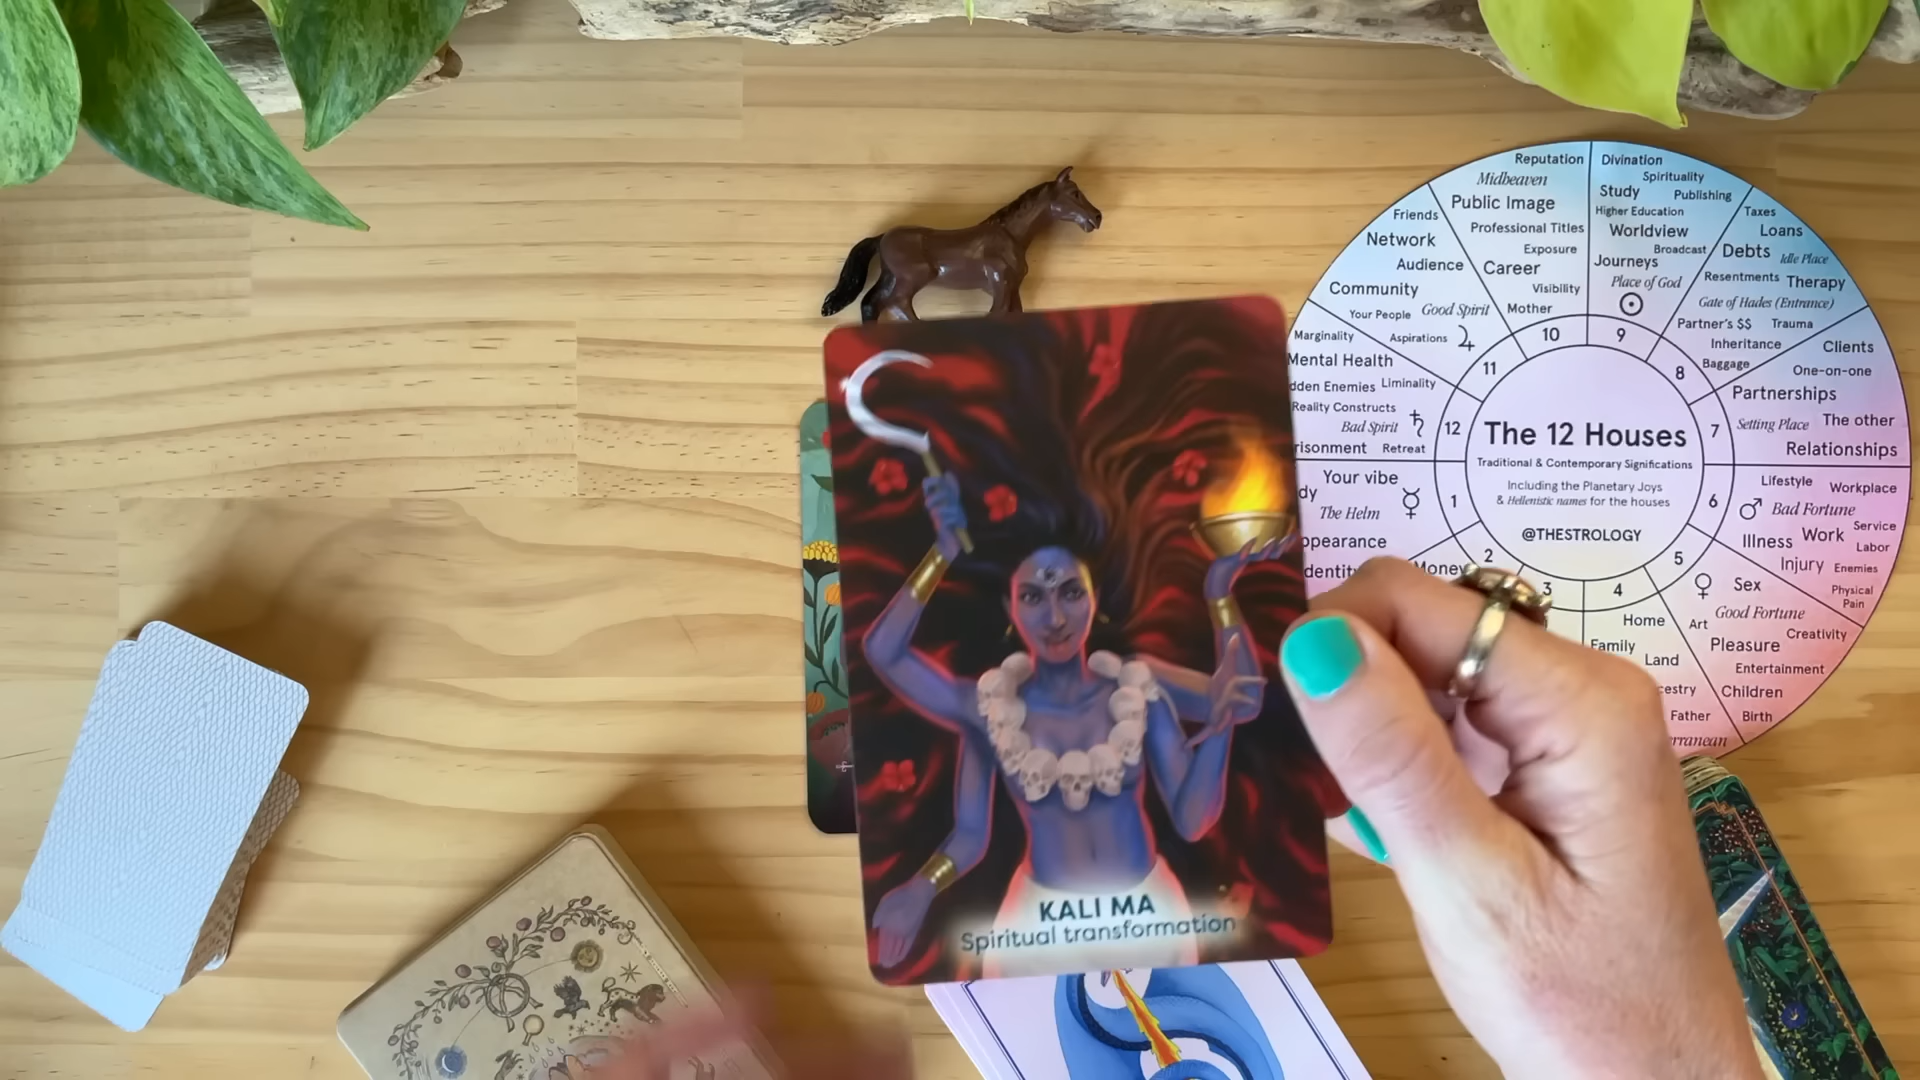 Reputation
Midheaven
Public Image
Professional Titles
Exposure
Career
Visibility
Mother
10
Divination
Spirituality
Study
Publishing
Higher Education
Worldview
Broadcast
Journeys
Place of God
9
Taxes
Loans
Debts
Idle Place
Resentments Therapy
Gate of Hades (Entrance)
Partner's $$ Trauma
Inheritance
Baggage
8
Clients
One-on-one
Partnerships
Setting Place The other
Relationships
7
Lifestyle Workplace
Bad Fortune
Service
Illness Work
Labor
Injury Enemies
Physical
Pain
6
Sex
Good Fortune
Art
Creativity
Pleasure
Entertainment
Children
Birth
5
Home
Family
Land
Father
4
3
Money
2
Your vibe
The Helm
1
Marginality
Mental Health
Enemies Liminality
Reality Constructs
Bad Spirit
Retreat
12
Friends
Network
Audience
Community
Your People Good Spirit
Aspirations
11
The 12 Houses
Traditional & Contemporary Significations
Including the Planetary Joys
& Hellenistic names for the houses
@THESTROLOGY
KALI MA
Spiritual transformation